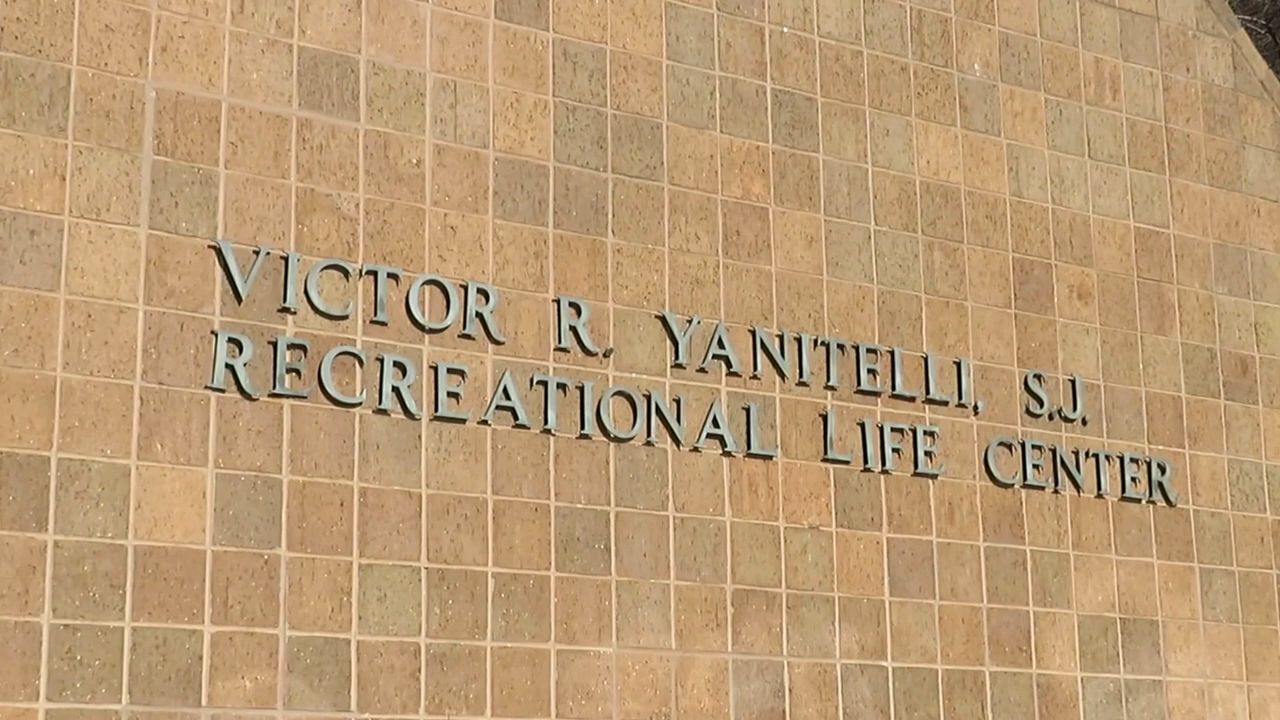 VICTOR R. YANITELLI, S.J.
RECREATIONAL LIFE CENTER